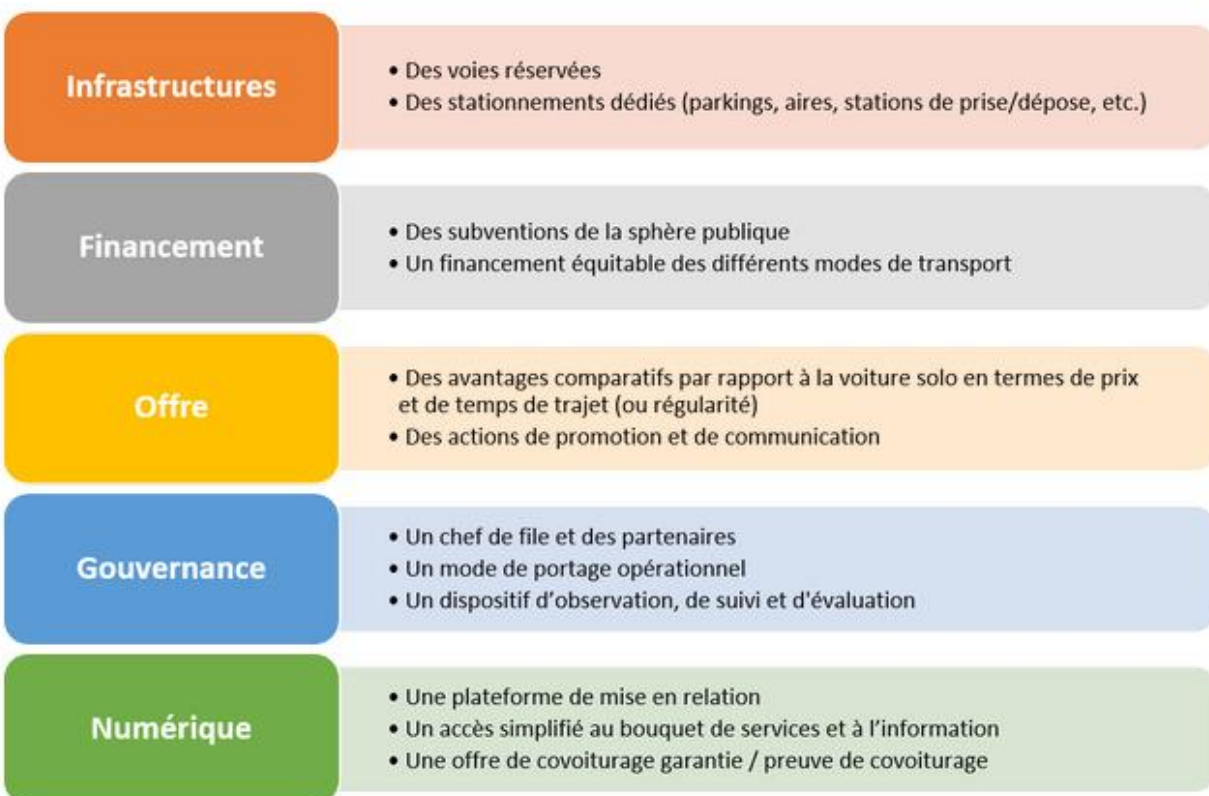 Infrastructures
• Des voies réservées
• Des stationnements dédiés (parkings, aires, stations de prise/dépose, etc.)
Financement
• Des subventions de la sphère publique
• Un financement équitable des différents modes de transport
Offre
• Des avantages comparatifs par rapport à la voiture solo en termes de prix
et de temps de trajet (ou régularité)
• Des actions de promotion et de communication
Gouvernance
• Un chef de file et des partenaires
• Un mode de portage opérationnel
• Un dispositif d’observation, de suivi et d'évaluation
Numérique
• Une plateforme de mise en relation
• Un accès simplifié au bouquet de services et à l’information
• Une offre de covoiturage garantie / preuve de covoiturage